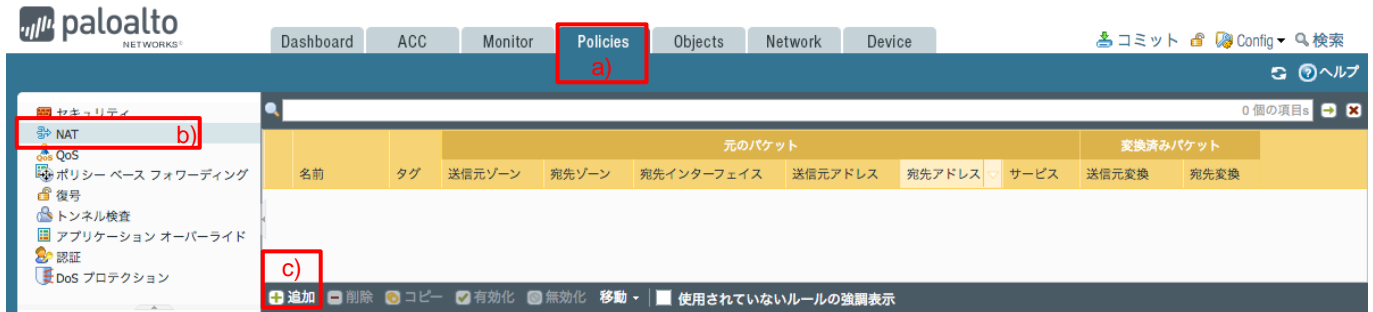 paloalto
NETWORKS®
Dashboard ACC Monitor Policies Objects Network Device
コミット Config 検索
a)
ヘルプ
セキュリティ
0 個の項目s
NAT b)
QoS
ポリシー ベース フォワーディング
復号
トンネル検査
アプリケーション オーバーライド
認証
DoS プロテクション
元のパケット 変換済みパケット
名前 タグ 送信元ゾーン 宛先ゾーン 宛先インターフェイス 送信元アドレス 宛先アドレス サービス 送信元変換 宛先変換
c)
追加 削除 コピー 有効化 無効化 移動 使用されていないルールの強調表示